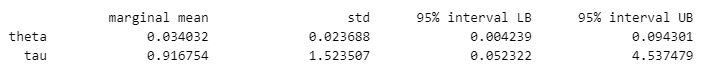 marginal mean std 95% interval LB 95% interval UB
theta 0.034032 0.023688 0.004239 0.094301
tau 0.916754 1.523507 0.052322 4.537479